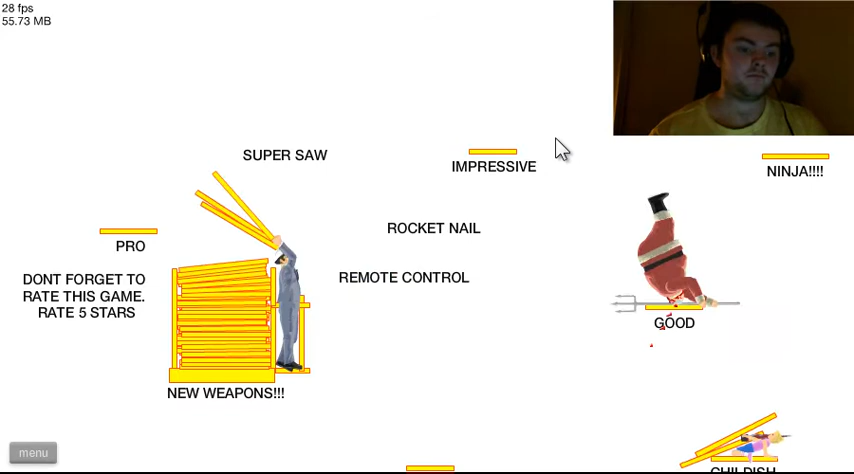 28 fps
55.73 MB
SUPER SAW
IMPRESSIVE
NINJA!!!!
ROCKET NAIL
PRO
REMOTE CONTROL
DONT FORGET TO
RATE THIS GAME.
RATE 5 STARS
GOOD
NEW WEAPONS!!!
menu
CHILDISH